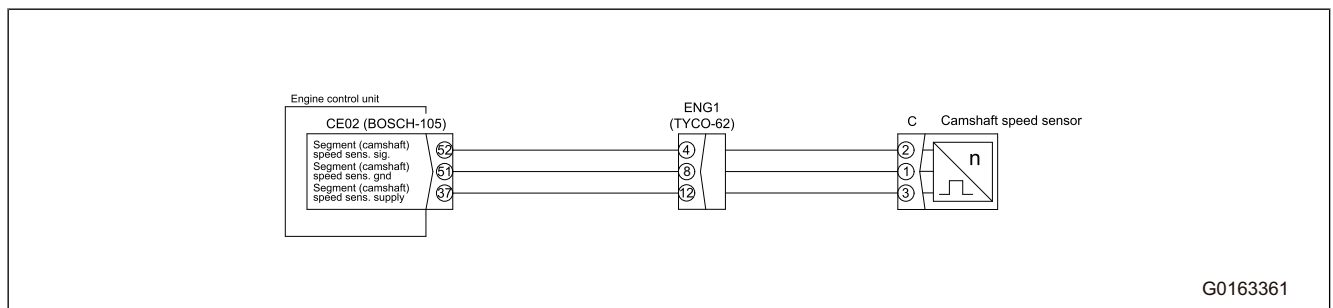 Engine control unit
CE02 (BOSCH-105)
Segment (camshaft)
speed sens. sig.
52
Segment (camshaft)
speed sens. gnd
51
Segment (camshaft)
speed sens. supply
37
ENG1
(TYCO-62)
4
8
12
C
Camshaft speed sensor
2
1
3
n
G0163361